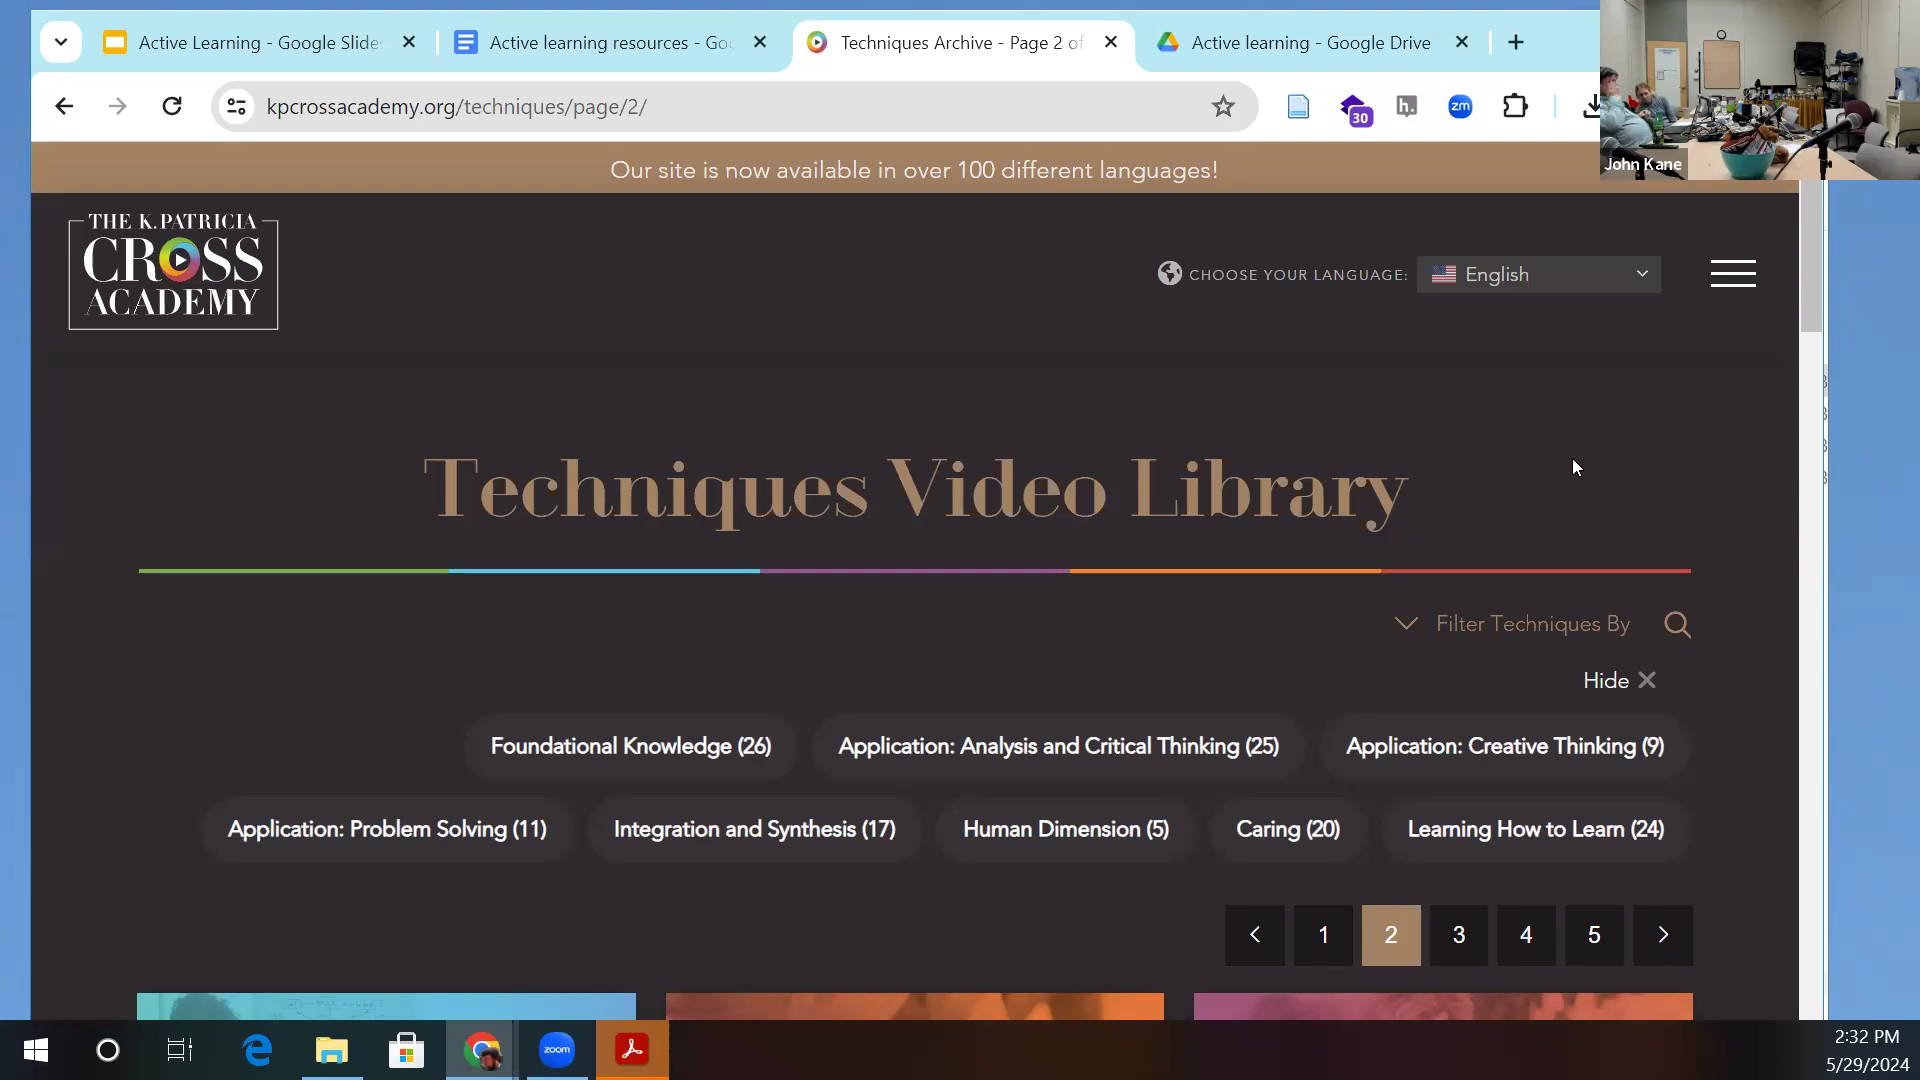 Active Learning - Google Slides
Active learning resources - Goo
Techniques Archive - Page 2 of
Active learning - Google Drive
kpcrossacademy.org/techniques/page/2/
30
h.
zm
John Kane
Our site is now available in over 100 different languages!
THE K. PATRICIA
CROSS
ACADEMY
CHOOSE YOUR LANGUAGE:
English
Techniques Video Library
Filter Techniques By
Hide
Foundational Knowledge (26)
Application: Analysis and Critical Thinking (25)
Application: Creative Thinking (9)
Application: Problem Solving (11)
Integration and Synthesis (17)
Human Dimension (5)
Caring (20)
Learning How to Learn (24)
1
2
3
4
5
zoom
2:32 PM
5/29/2024